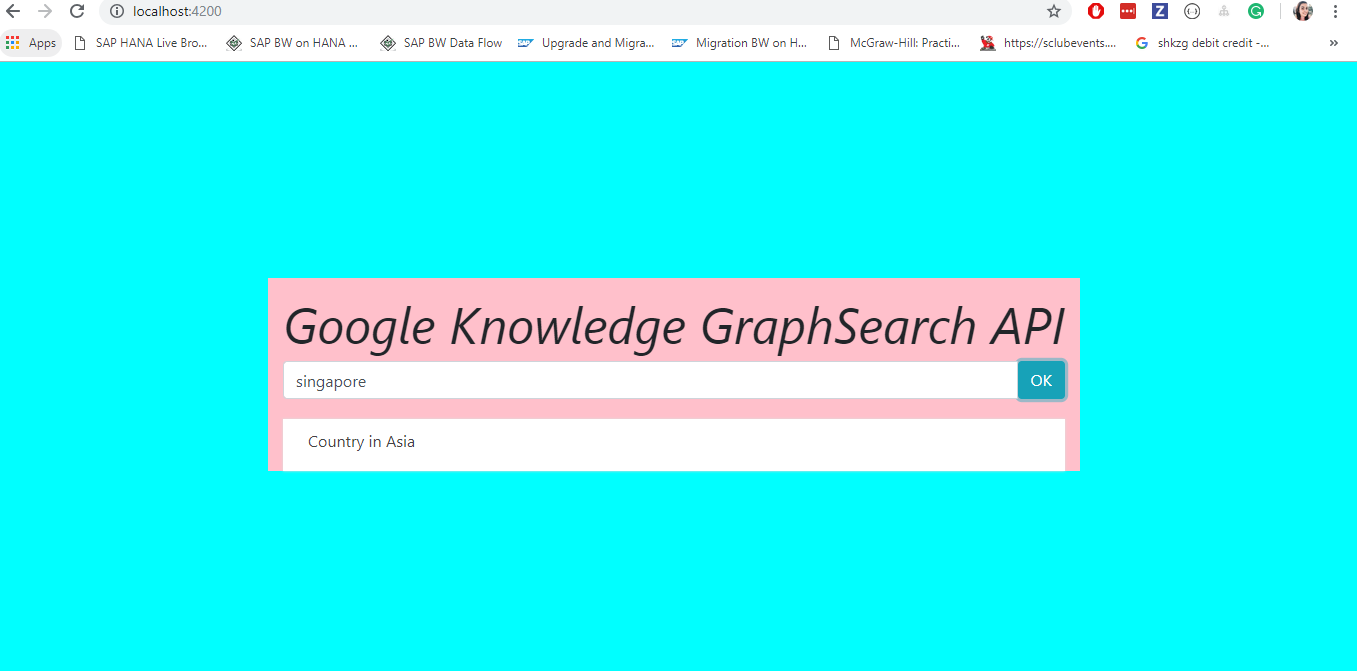 localhost:4200
Apps SAP HANA Live Bro... SAP BW on HANA ... SAP BW Data Flow SAP Upgrade and Migra... SAP Migration BW on H... McGraw-Hill: Practi... https://sclubevents.... G shkzg debit credit -... »
Google Knowledge GraphSearch API
singapore OK
Country in Asia